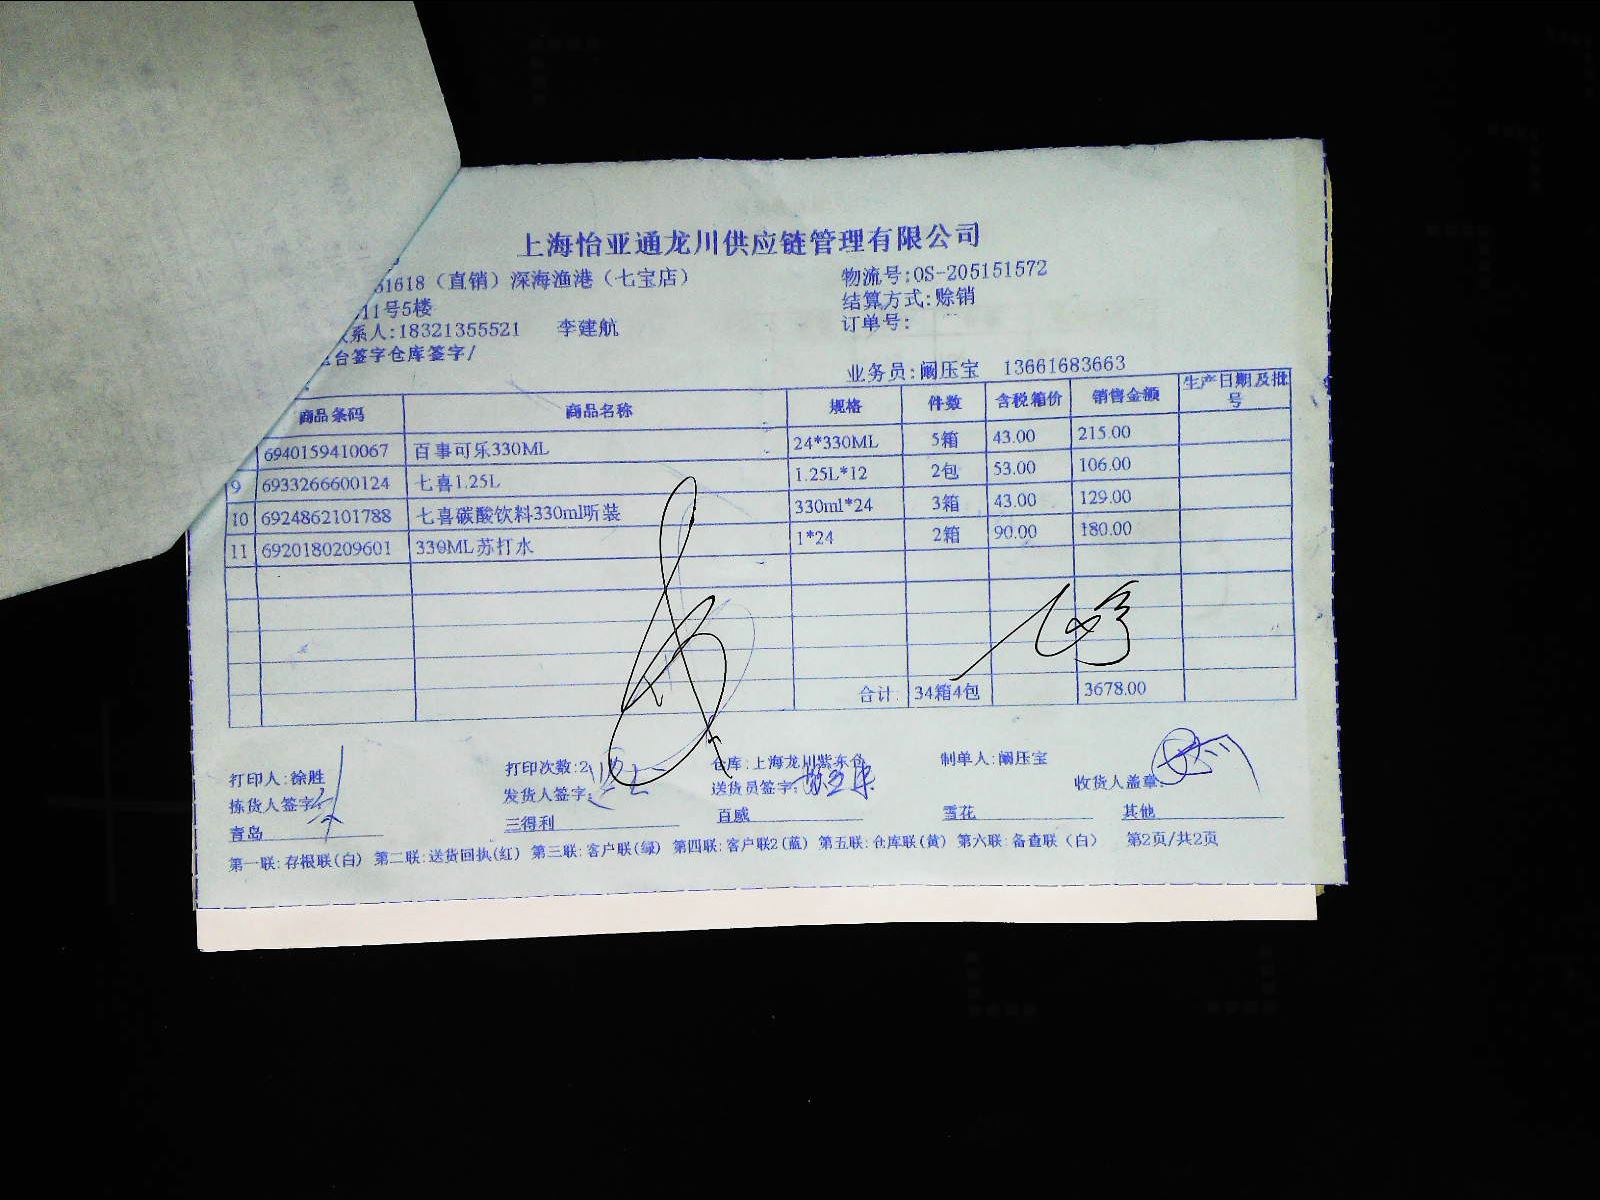 上海怡亚通龙川供应链管理有限公司
61618（直销）深海渔港（七宝店） 物流号:OS-205151572
11号5楼 结算方式:赊销
系人:18321355521 李建航 订单号:
台签字仓库签字/
业务员:阚压宝 13661683663
商品条码 商品名称 规格 件数 含税箱价 销售金额 生产日期及批号
6940159410067 百事可乐330ML 24*330ML 5箱 43.00 215.00
9 6933266600124 七喜1.25L 1.25L*12 2包 53.00 106.00
10 6924862101788 七喜碳酸饮料330ml听装 330ml*24 3箱 43.00 129.00
11 6920180209601 330ML苏打水 1*24 2箱 90.00 180.00
合计: 34箱4包 3678.00
打印人:徐胜 打印次数:2 仓库:上海龙川紫东仓 制单人:阚压宝
拣货人签字: 发货人签字: 送货员签字: 收货人盖章:
青岛 三得利 百威 雪花 其他
第一联:存根联(白) 第二联:送货回执(红) 第三联:客户联(绿) 第四联:客户联2(蓝) 第五联:仓库联(黄) 第六联:备查联（白） 第2页/共2页